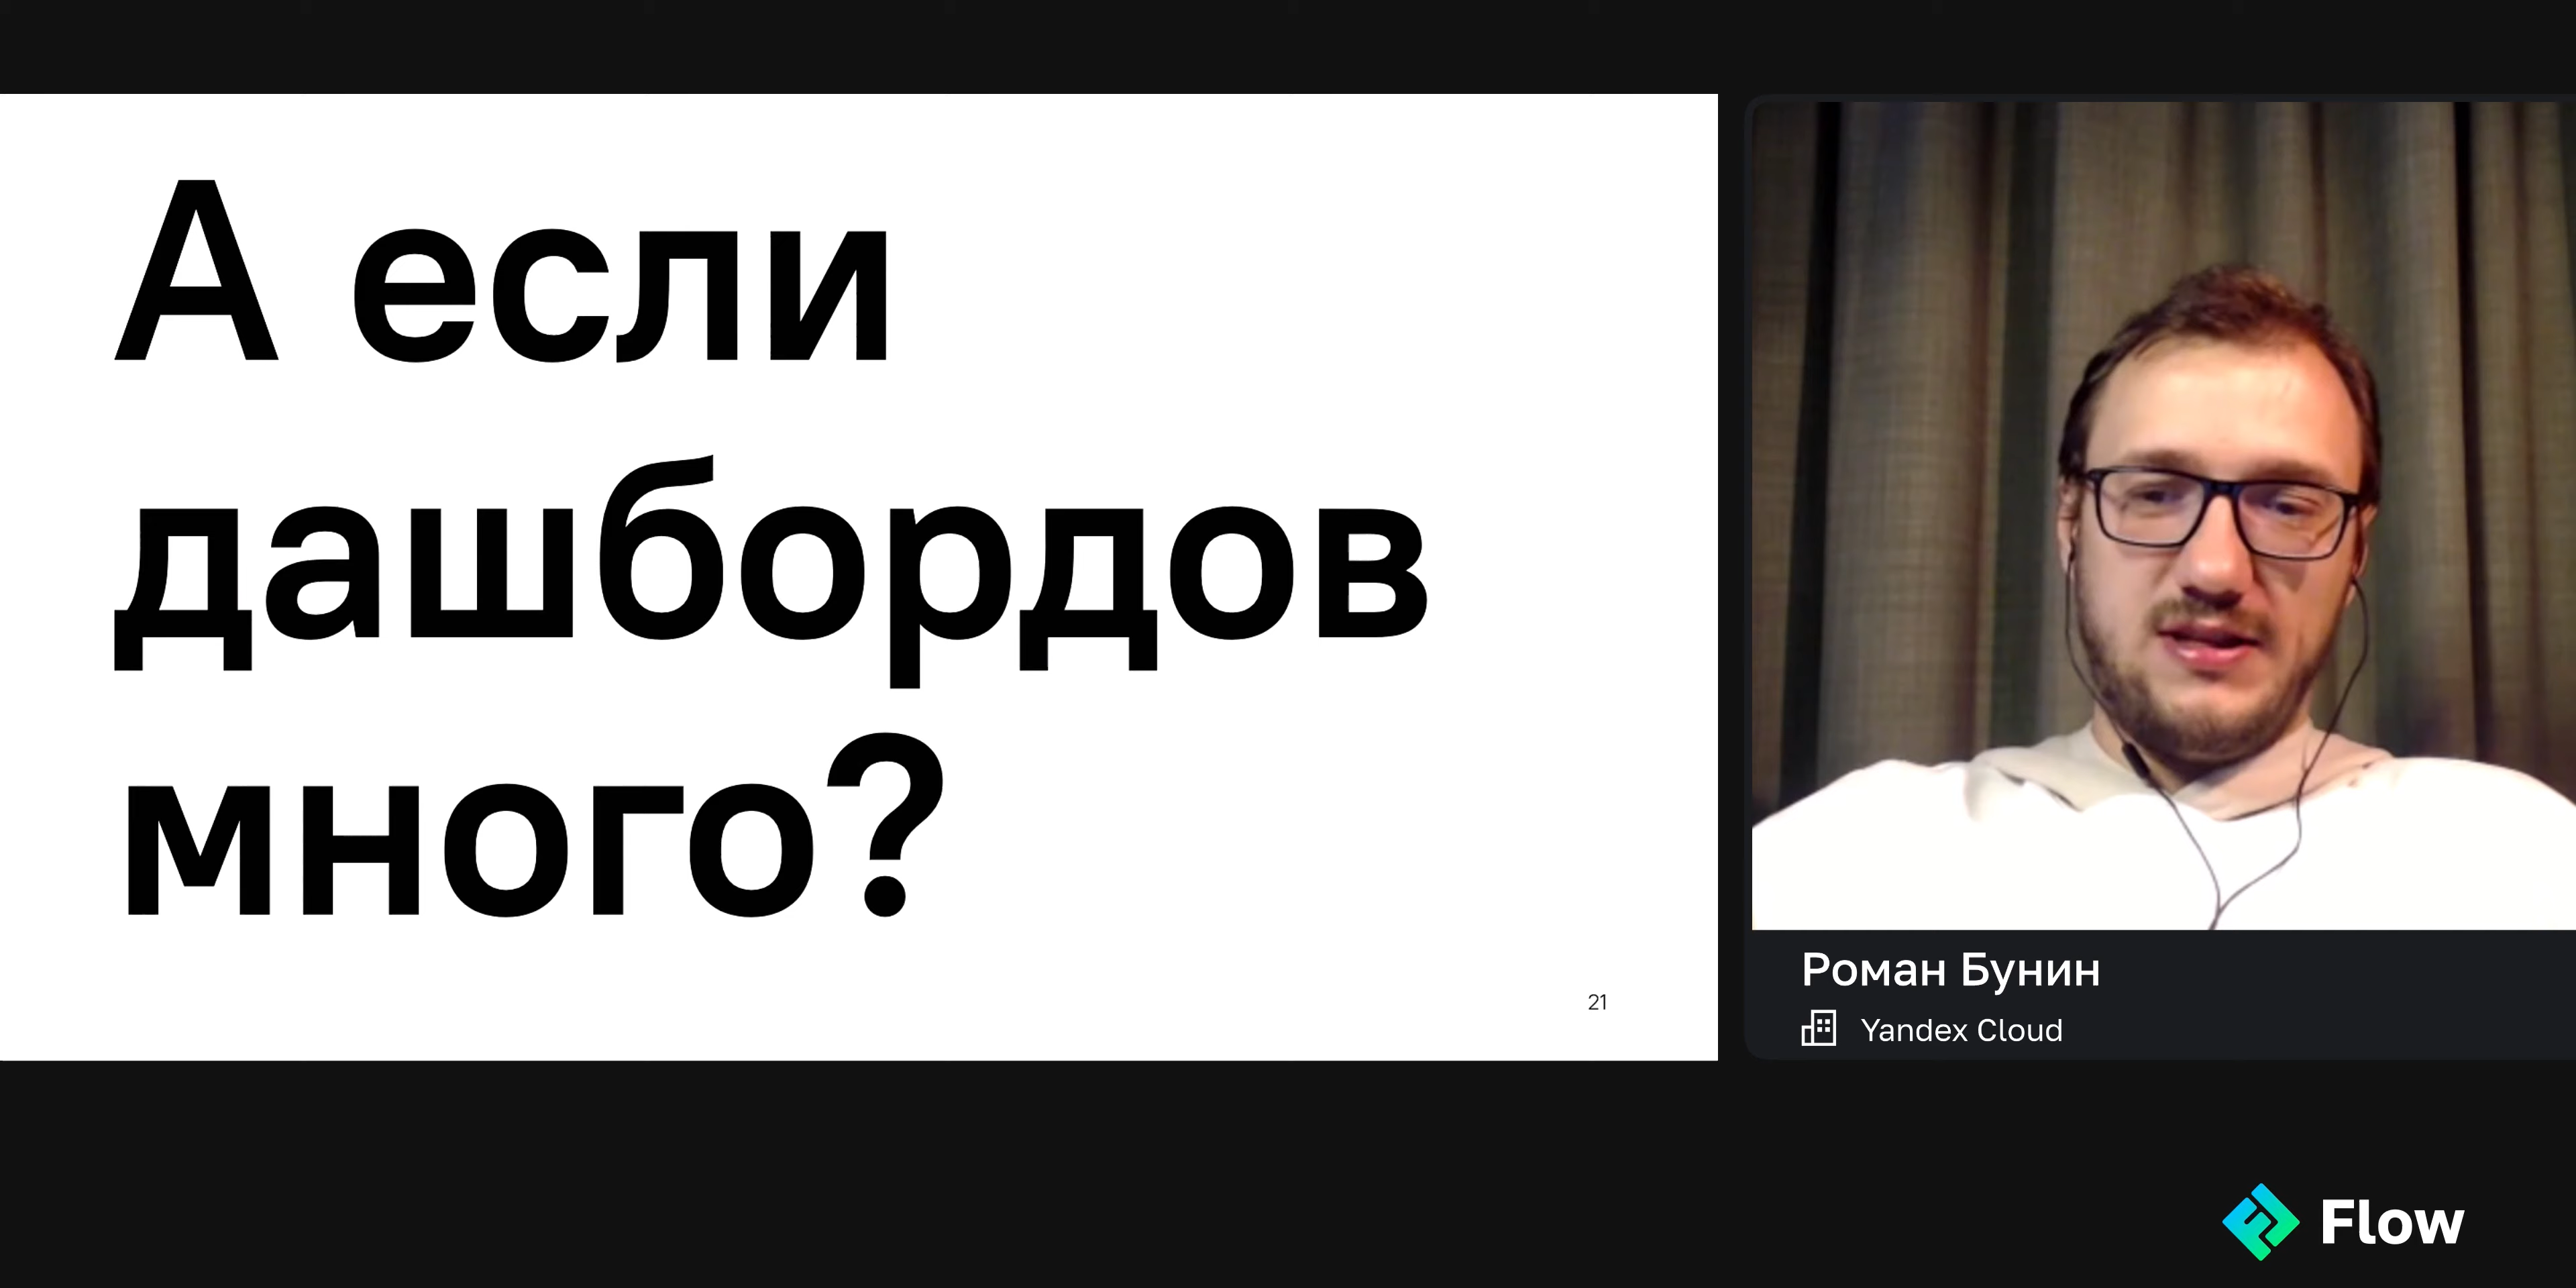 А если
дашбордов
много?
21
Роман Бунин
Yandex Cloud
Flow